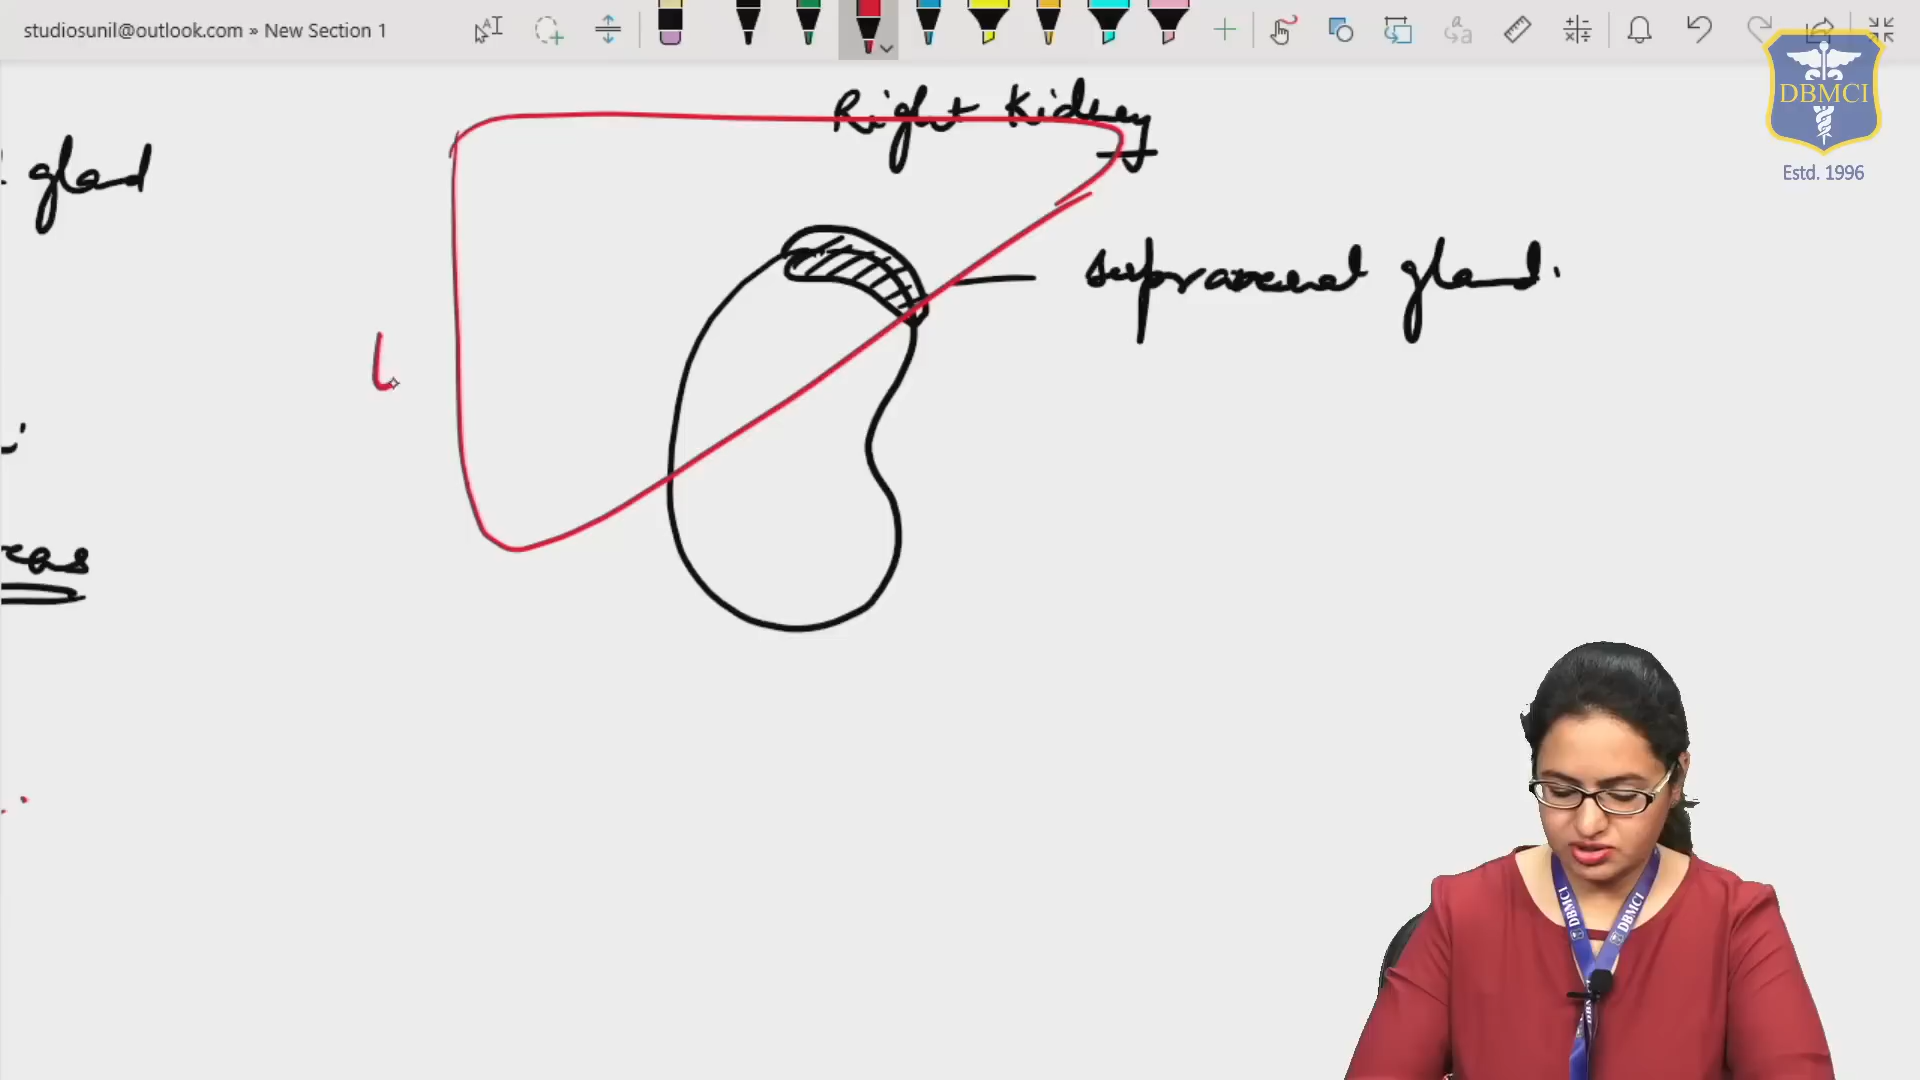 studiosunil@outlook.com » New Section 1
DBMCI
Estd. 1996
Right Kidney
gland
suprarenal gland.
L
DBMCI
DBMCI